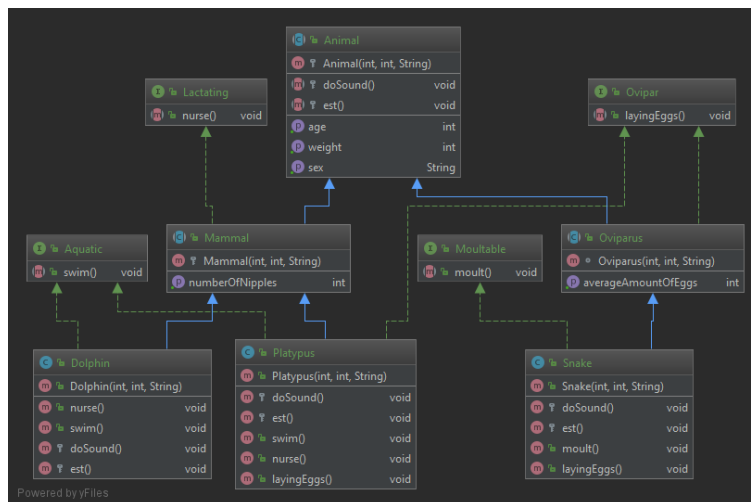 Animal
Animal(int, int, String)
doSound() void
est() void
age int
weight int
sex String
Lactating
nurse() void
Ovipar
layingEggs() void
Aquatic
swim() void
Mammal
Mammal(int, int, String)
numberOfNipples int
Moultable
moult() void
Oviparus
Oviparus(int, int, String)
averageAmountOfEggs int
Dolphin
Dolphin(int, int, String)
nurse() void
swim() void
doSound() void
est() void
Platypus
Platypus(int, int, String)
doSound() void
est() void
swim() void
nurse() void
layingEggs() void
Snake
Snake(int, int, String)
doSound() void
est() void
moult() void
layingEggs() void
Powered by yFiles